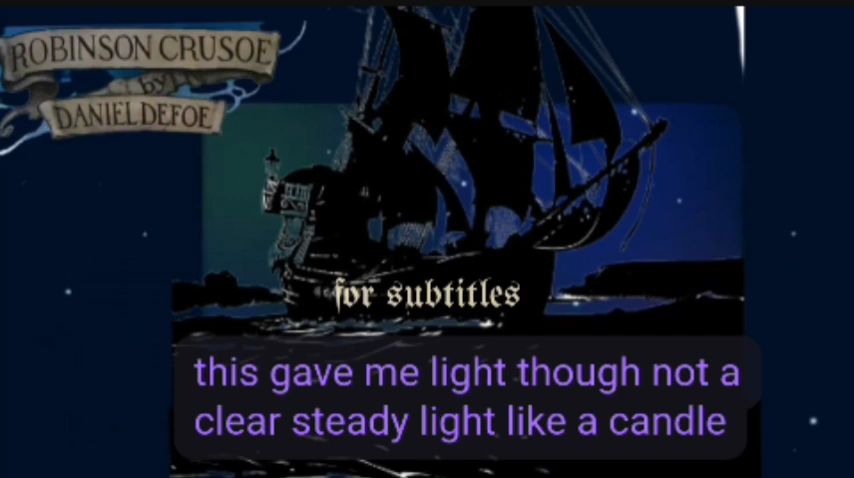 ROBINSON CRUSOE
by
DANIEL DEFOE
for subtitles
this gave me light though not a
clear steady light like a candle